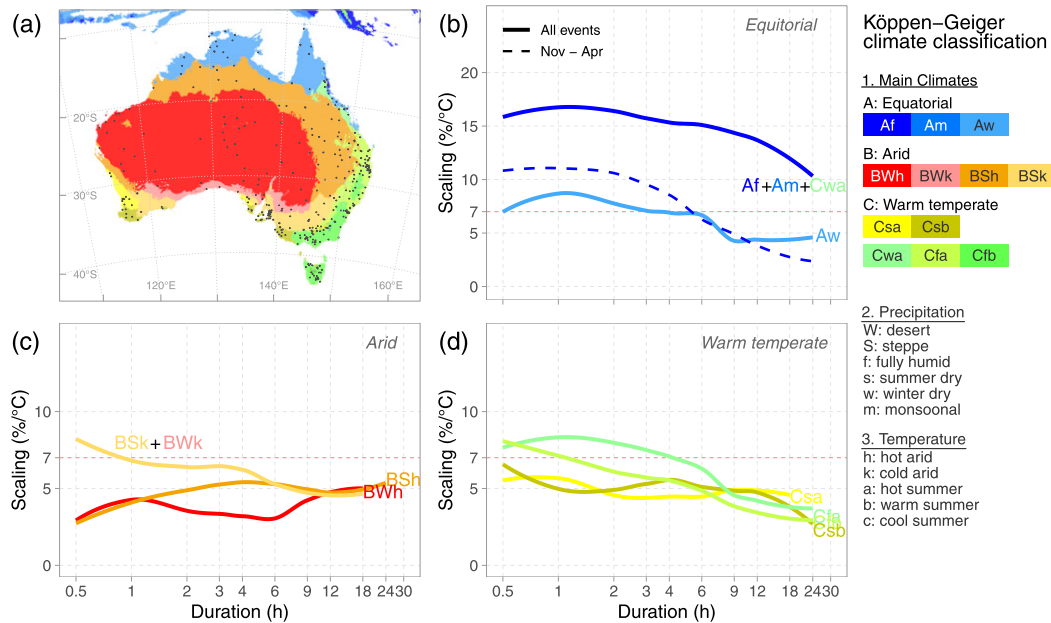 (a)
20°S
30°S
40°S
120°E
140°E
160°E
(b)
All events
Nov − Apr
Equitorial
Scaling (%/°C)
20
15
10
7
5
0
Af+Am+Cwa
Aw
Köppen−Geiger
climate classification
1. Main Climates
A: Equatorial
Af Am Aw
B: Arid
BWh BWk BSh BSk
C: Warm temperate
Csa Csb
Cwa Cfa Cfb
2. Precipitation
W: desert
S: steppe
f: fully humid
s: summer dry
w: winter dry
m: monsoonal
3. Temperature
h: hot arid
k: cold arid
a: hot summer
b: warm summer
c: cool summer
(c)
Arid
Scaling (%/°C)
10
7
5
0
BSk+BWk
BSh
BWh
0.5 1 2 3 4 6 9 12 18 24 30
Duration (h)
(d)
Warm temperate
Scaling (%/°C)
10
7
5
0
Csa
Cfa
Csb
0.5 1 2 3 4 6 9 12 18 24 30
Duration (h)